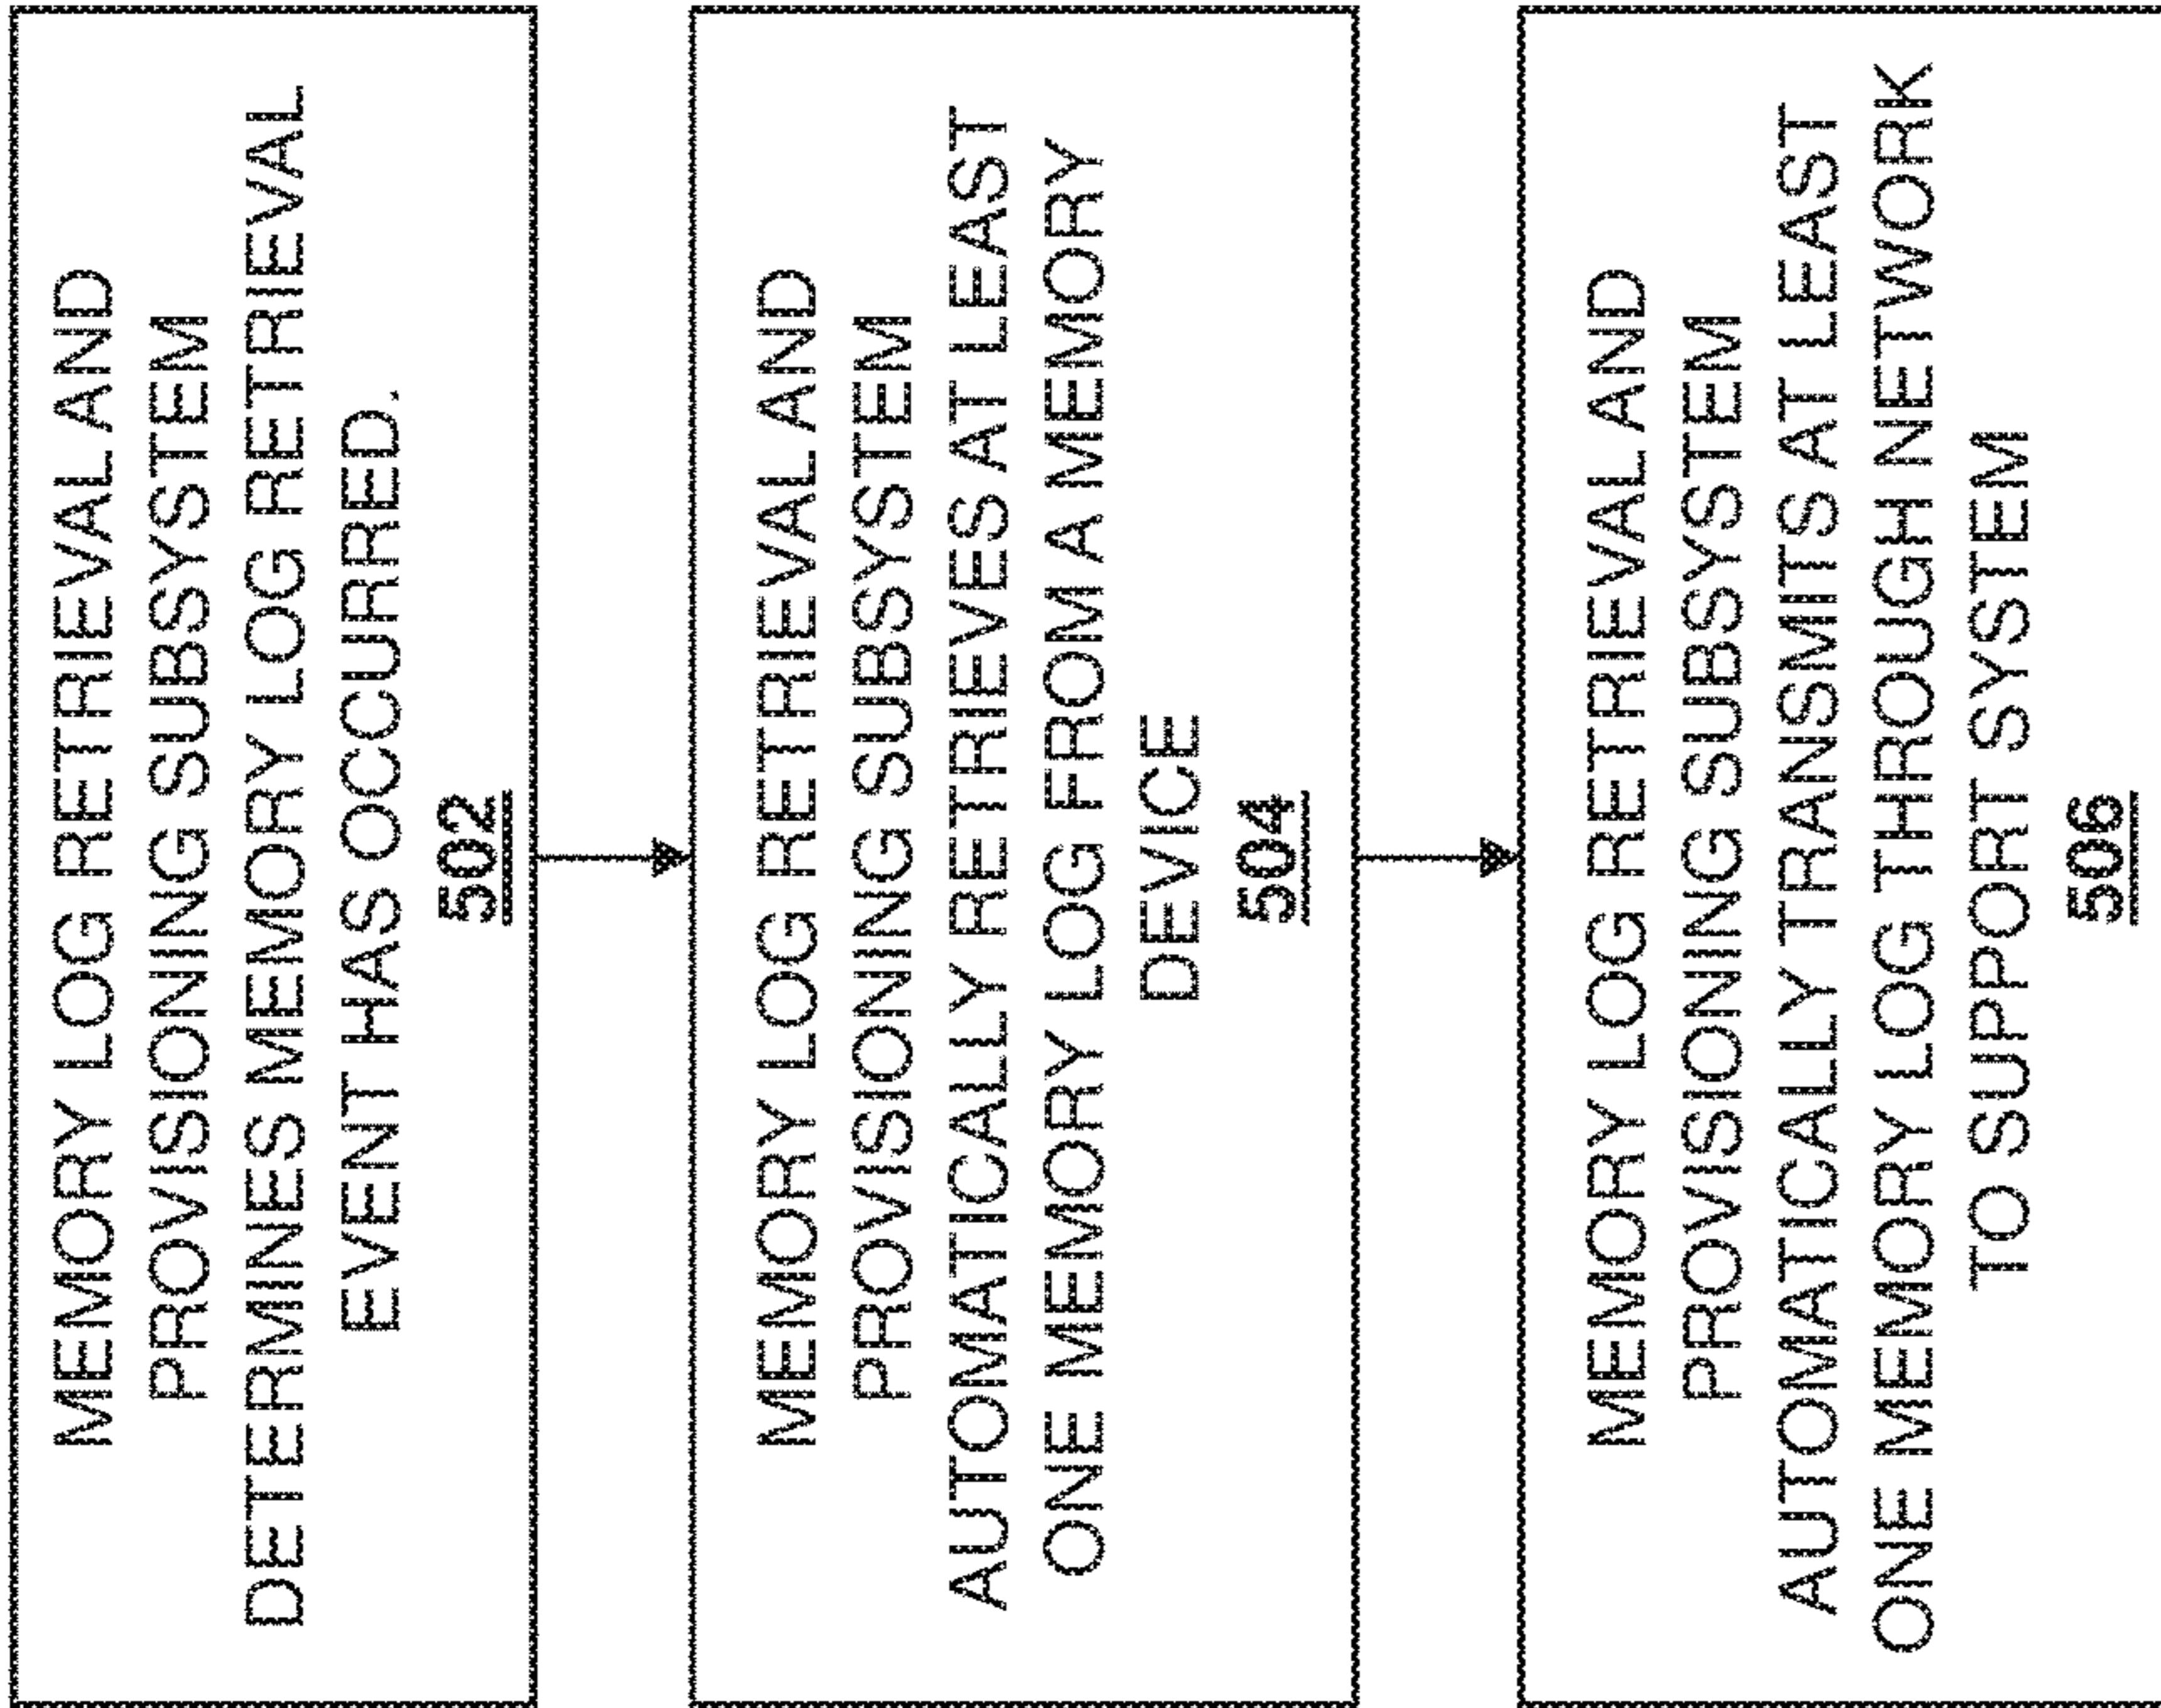 MEMORY LOG RETRIEVAL AND
PROVISIONING SUBSYSTEM
DETERMINES MEMORY LOG RETRIEVAL
EVENT HAS OCCURRED.
502
MEMORY LOG RETRIEVAL AND
PROVISIONING SUBSYSTEM
AUTOMATICALLY RETRIEVES AT LEAST
ONE MEMORY LOG FROM A MEMORY
DEVICE
504
MEMORY LOG RETRIEVAL AND
PROVISIONING SUBSYSTEM
AUTOMATICALLY TRANSMITS AT LEAST
ONE MEMORY LOG THROUGH NETWORK
TO SUPPORT SYSTEM
506